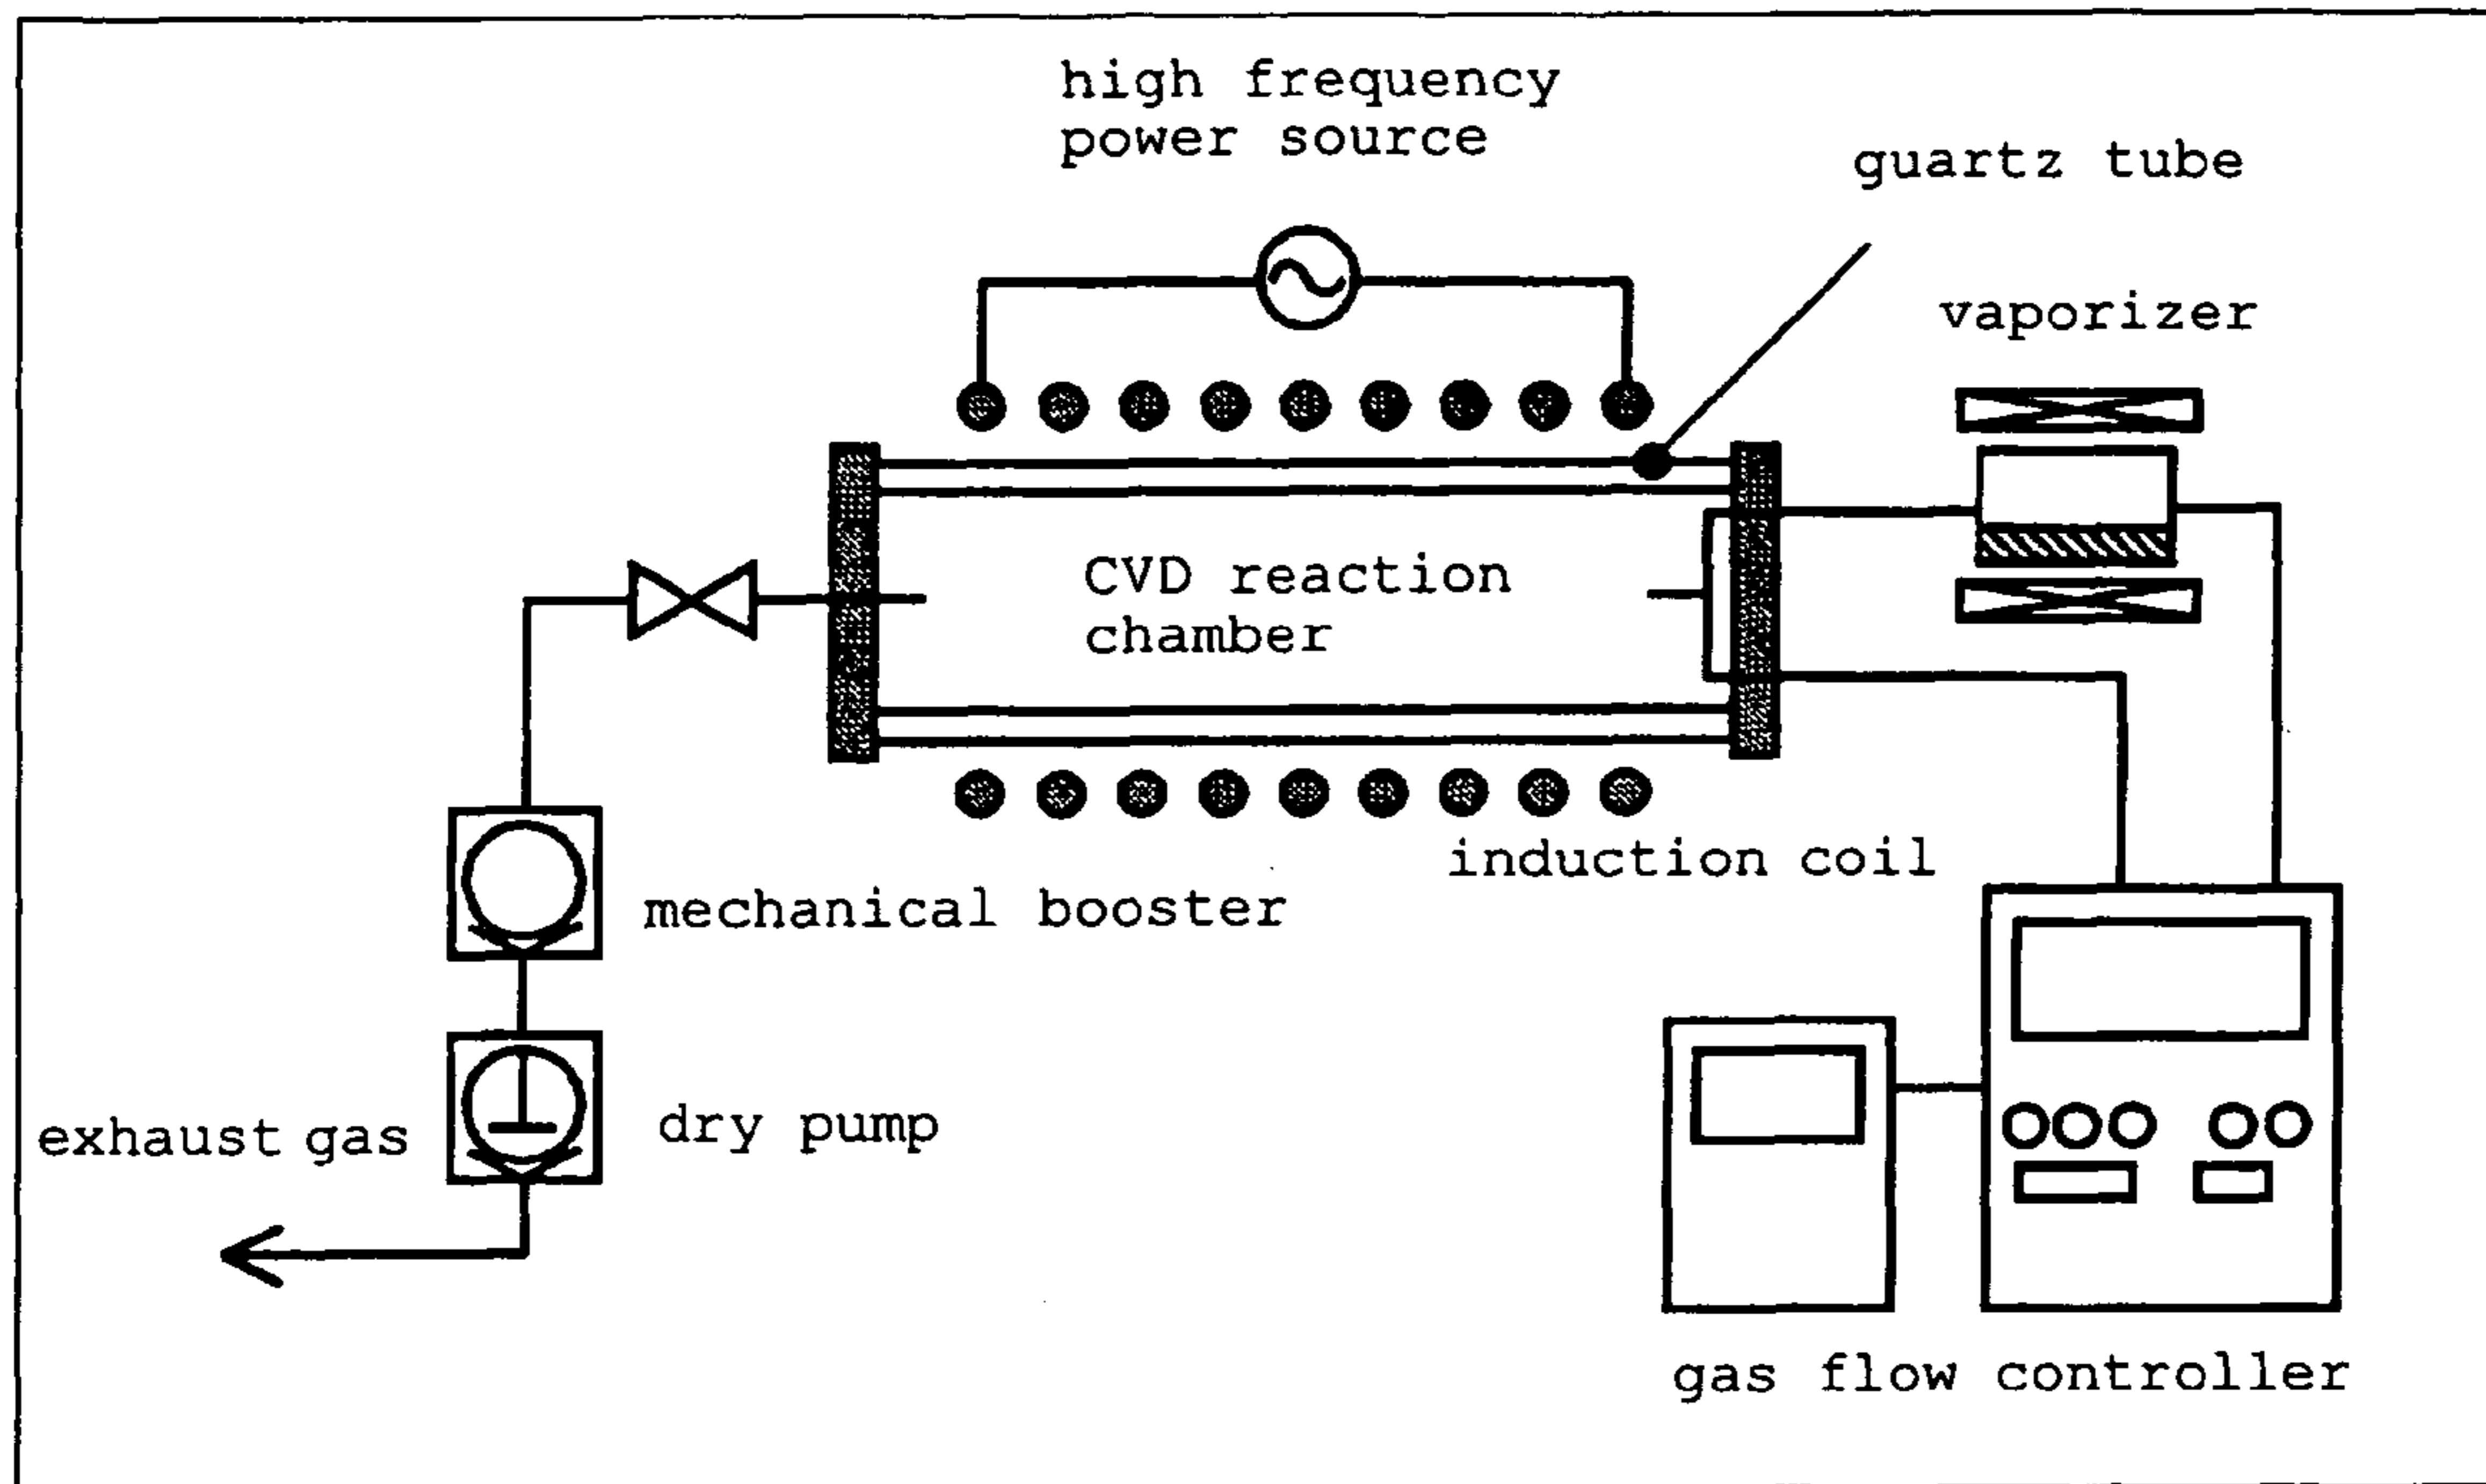 high frequency
power source
guartz tube
vaporizer
CVD reaction
chamber
induction coil
mechanical booster
exhaust gas
dry pump
gas flow controller